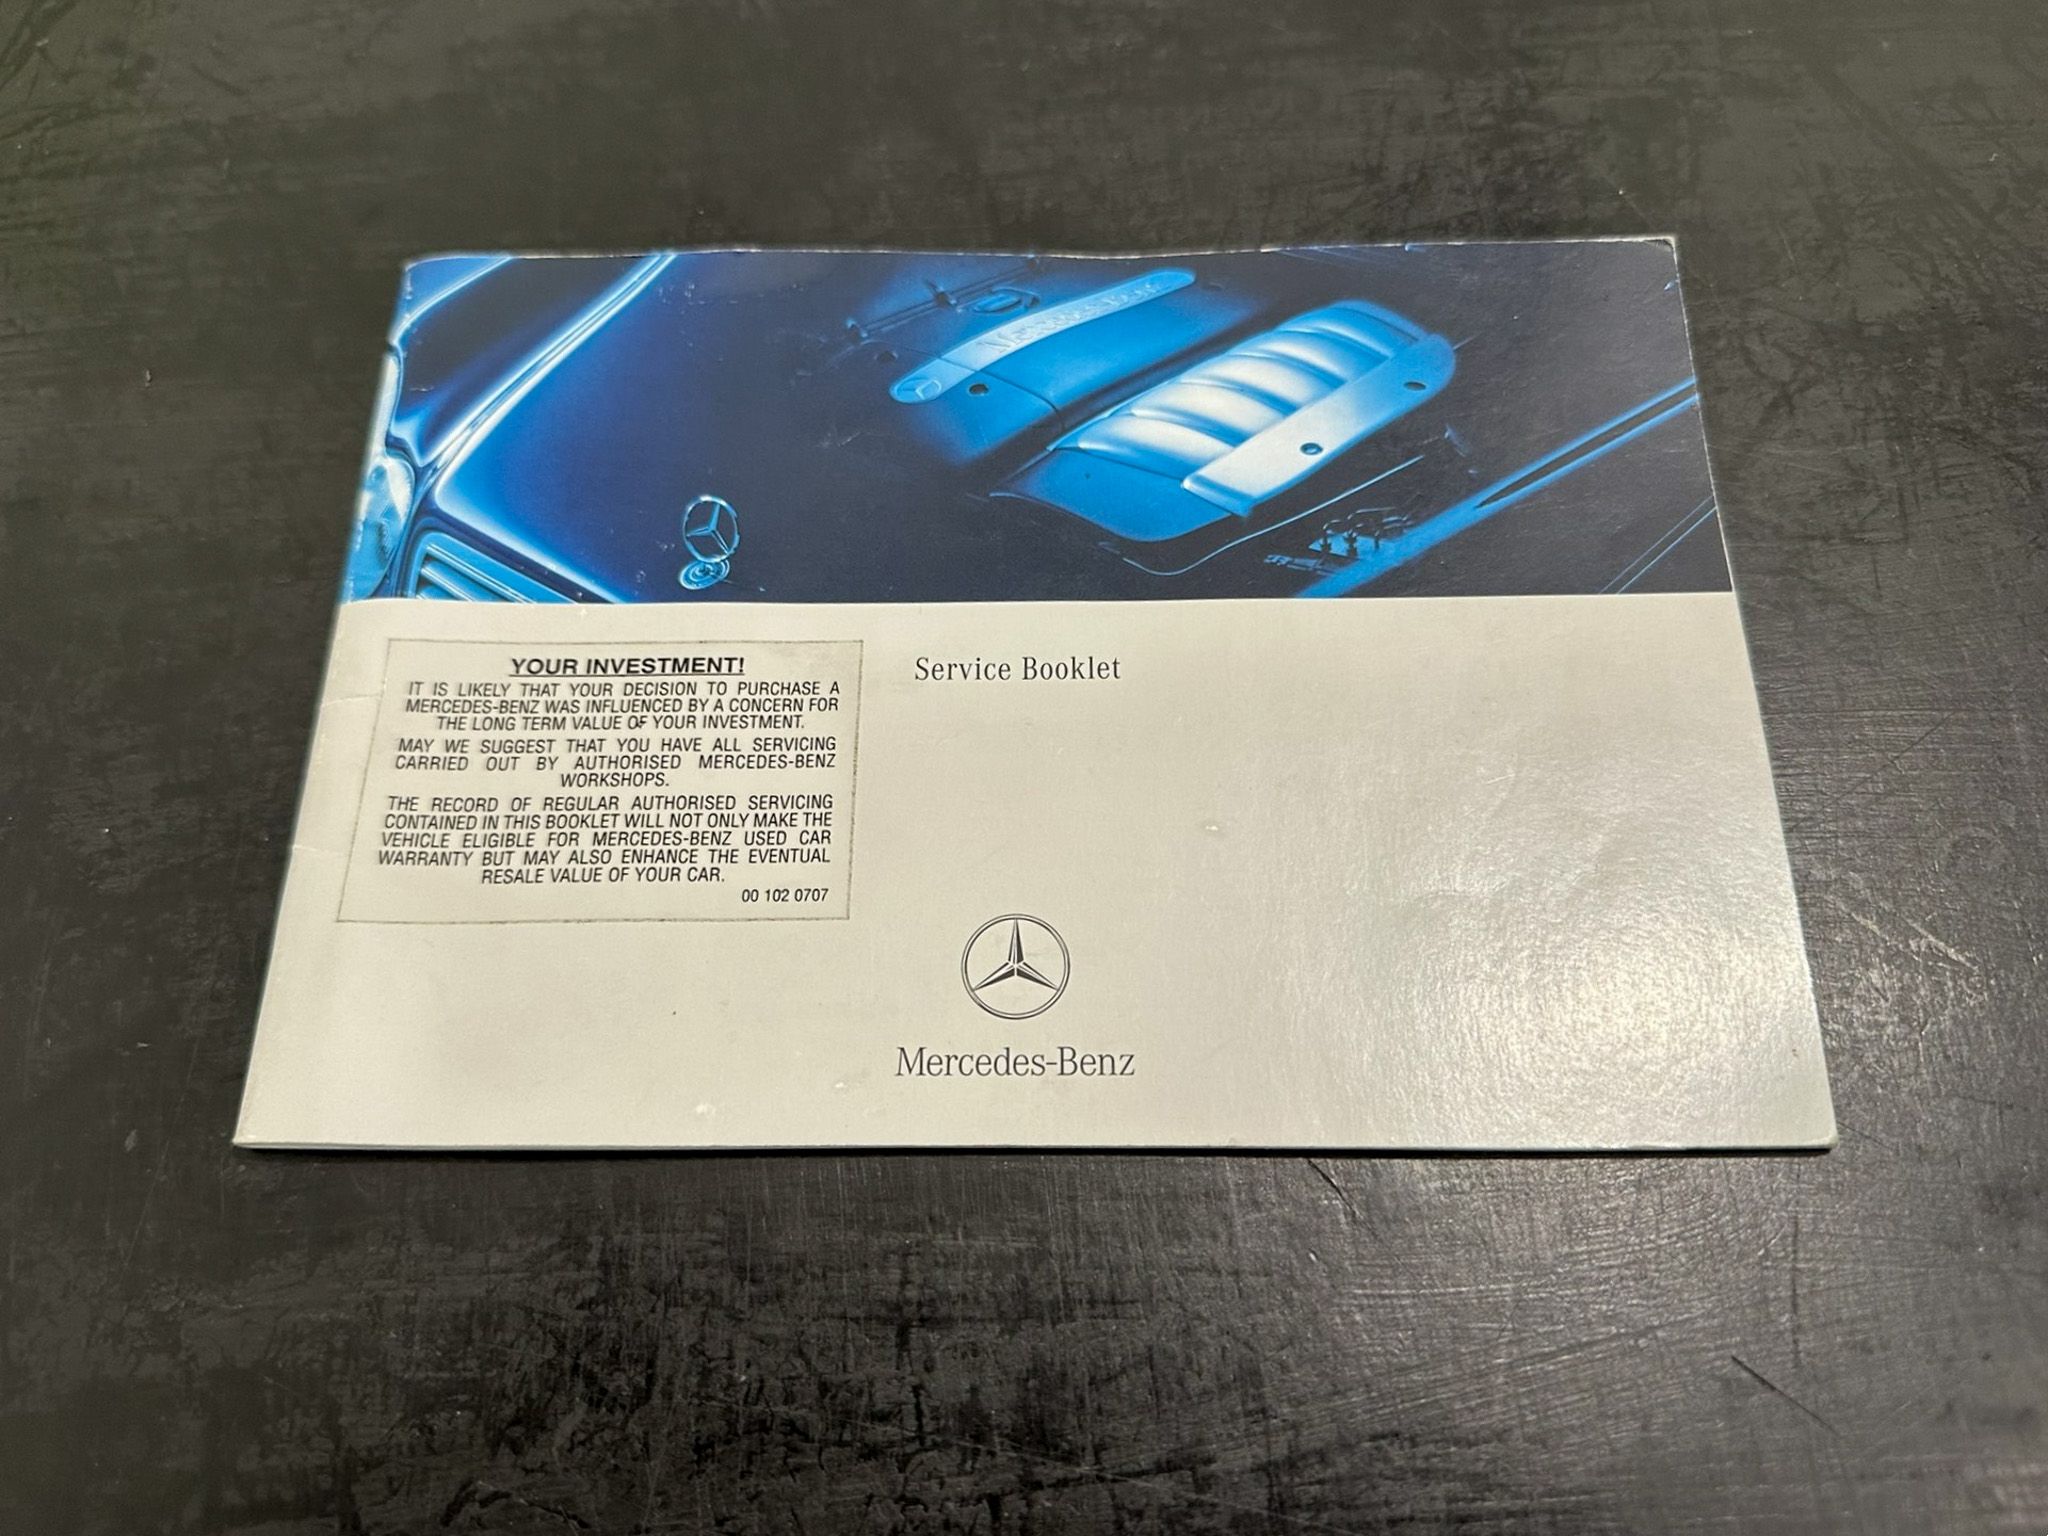 Mercedes-Benz
YOUR INVESTMENT!
IT IS LIKELY THAT YOUR DECISION TO PURCHASE A
MERCEDES-BENZ WAS INFLUENCED BY A CONCERN FOR
THE LONG TERM VALUE OF YOUR INVESTMENT.
MAY WE SUGGEST THAT YOU HAVE ALL SERVICING
CARRIED OUT BY AUTHORISED MERCEDES-BENZ
WORKSHOPS.
THE RECORD OF REGULAR AUTHORISED SERVICING
CONTAINED IN THIS BOOKLET WILL NOT ONLY MAKE THE
VEHICLE ELIGIBLE FOR MERCEDES-BENZ USED CAR
WARRANTY BUT MAY ALSO ENHANCE THE EVENTUAL
RESALE VALUE OF YOUR CAR.
00 102 0707
Service Booklet
Mercedes-Benz